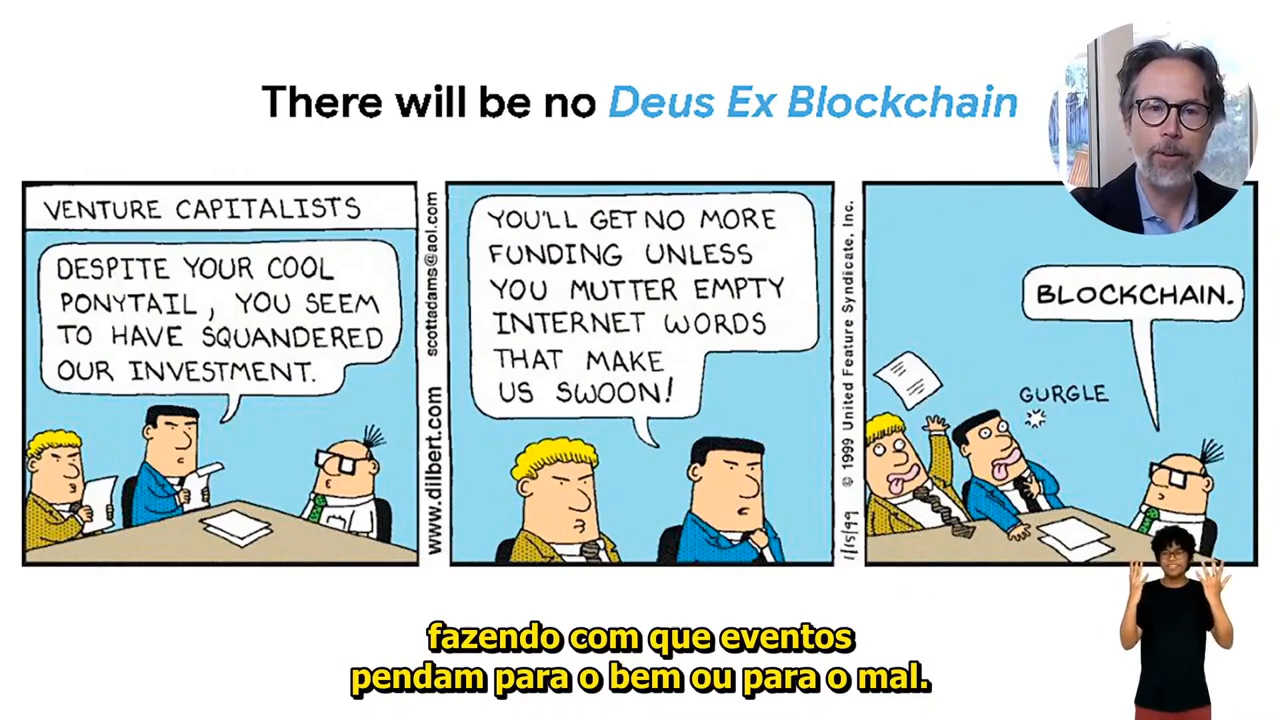 There will be no Deus Ex Blockchain
VENTURE CAPITALISTS
DESPITE YOUR COOL
PONYTAIL, YOU SEEM
TO HAVE SQUANDERED
OUR INVESTMENT.
www.dilbert.com scottadams@aol.com
YOU'LL GET NO MORE
FUNDING UNLESS
YOU MUTTER EMPTY
INTERNET WORDS
THAT MAKE
US SWOON!
1/15/99 © 1999 United Feature Syndicate, Inc.
BLOCKCHAIN.
GURGLE
fazendo com que eventos
pendam para o bem ou para o mal.